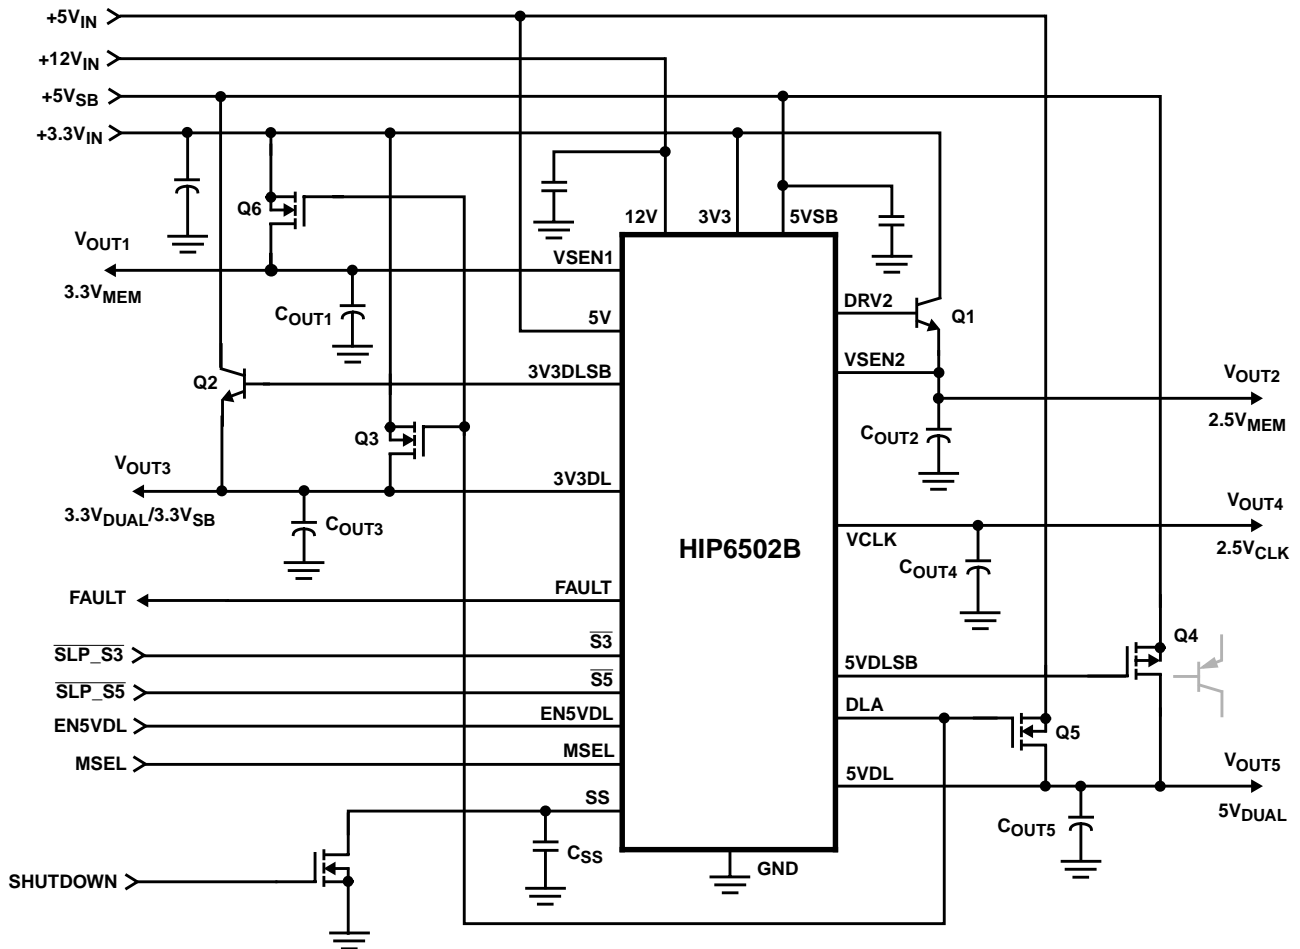 +5VIN
+12VIN
+5VSB
+3.3VIN
Q6
12V
3V3
5VSB
VOUT1
3.3VMEM
VSEN1
COUT1
5V
DRV2
Q1
VSEN2
Q2
3V3DLSB
VOUT2
2.5VMEM
COUT2
Q3
VOUT3
3.3VDUAL/3.3VSB
3V3DL
COUT3
HIP6502B
VCLK
VOUT4
2.5VCLK
COUT4
FAULT
FAULT
SLP_S3
S3
SLP_S5
S5
EN5VDL
EN5VDL
MSEL
MSEL
SS
5VDLSB
Q4
DLA
Q5
5VDL
VOUT5
5VDUAL
COUT5
CSS
GND
SHUTDOWN